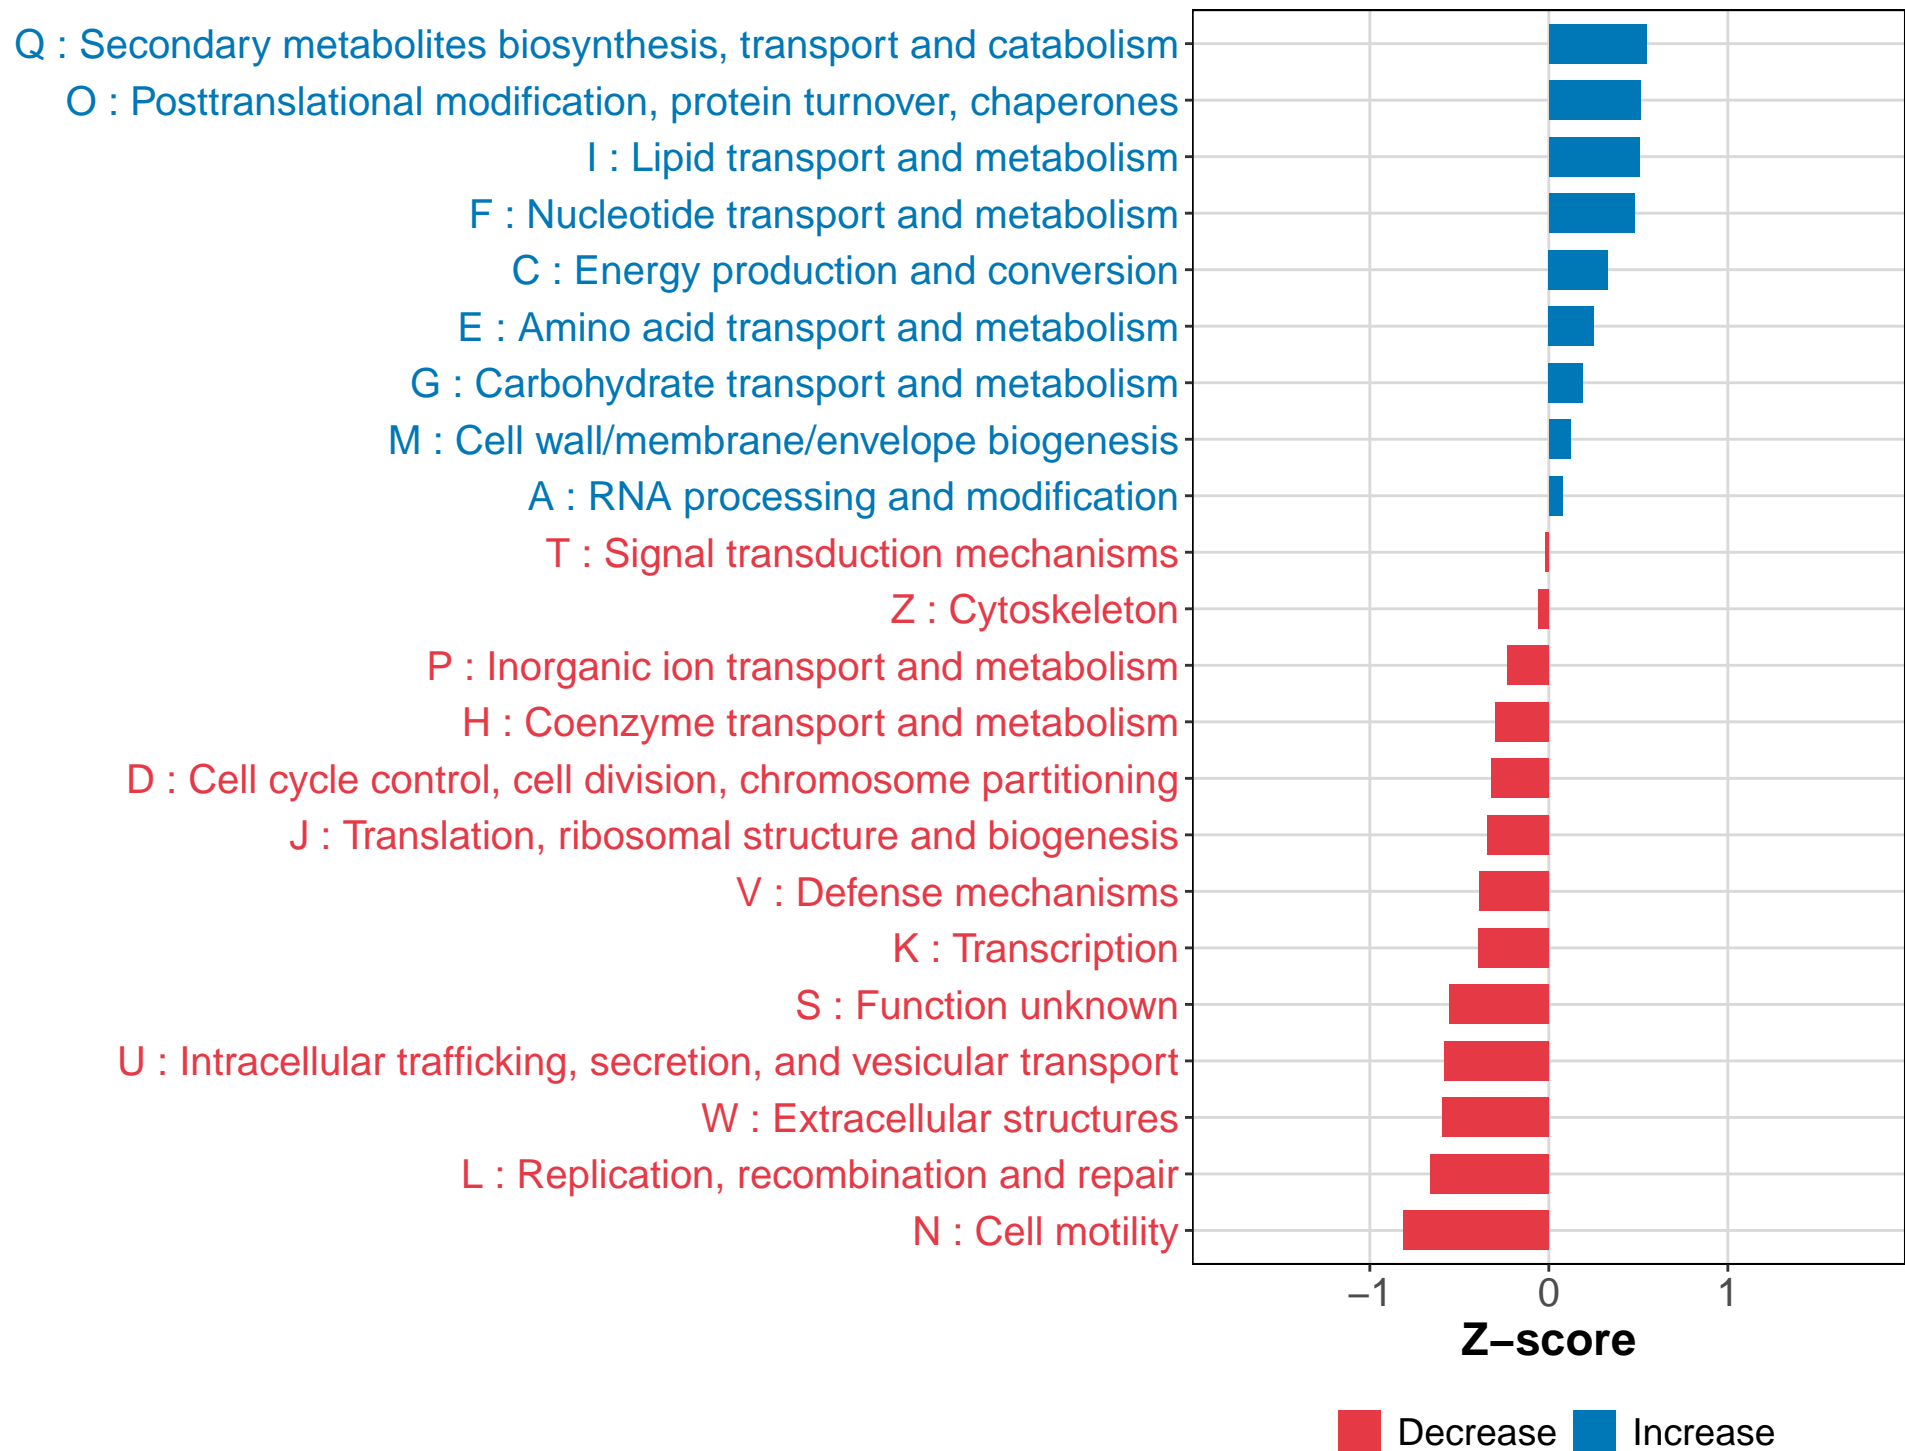 Q : Secondary metabolites biosynthesis, transport and catabolism
O : Posttranslational modification, protein turnover, chaperones
I : Lipid transport and metabolism
F : Nucleotide transport and metabolism
C : Energy production and conversion
E : Amino acid transport and metabolism
G : Carbohydrate transport and metabolism
M : Cell wall/membrane/envelope biogenesis
A : RNA processing and modification
T : Signal transduction mechanisms
Z : Cytoskeleton
P : Inorganic ion transport and metabolism
H : Coenzyme transport and metabolism
D : Cell cycle control, cell division, chromosome partitioning
J : Translation, ribosomal structure and biogenesis
V : Defense mechanisms
K : Transcription
S : Function unknown
U : Intracellular trafficking, secretion, and vesicular transport
W : Extracellular structures
L : Replication, recombination and repair
N : Cell motility
−1 0 1
Z−score
Decrease Increase